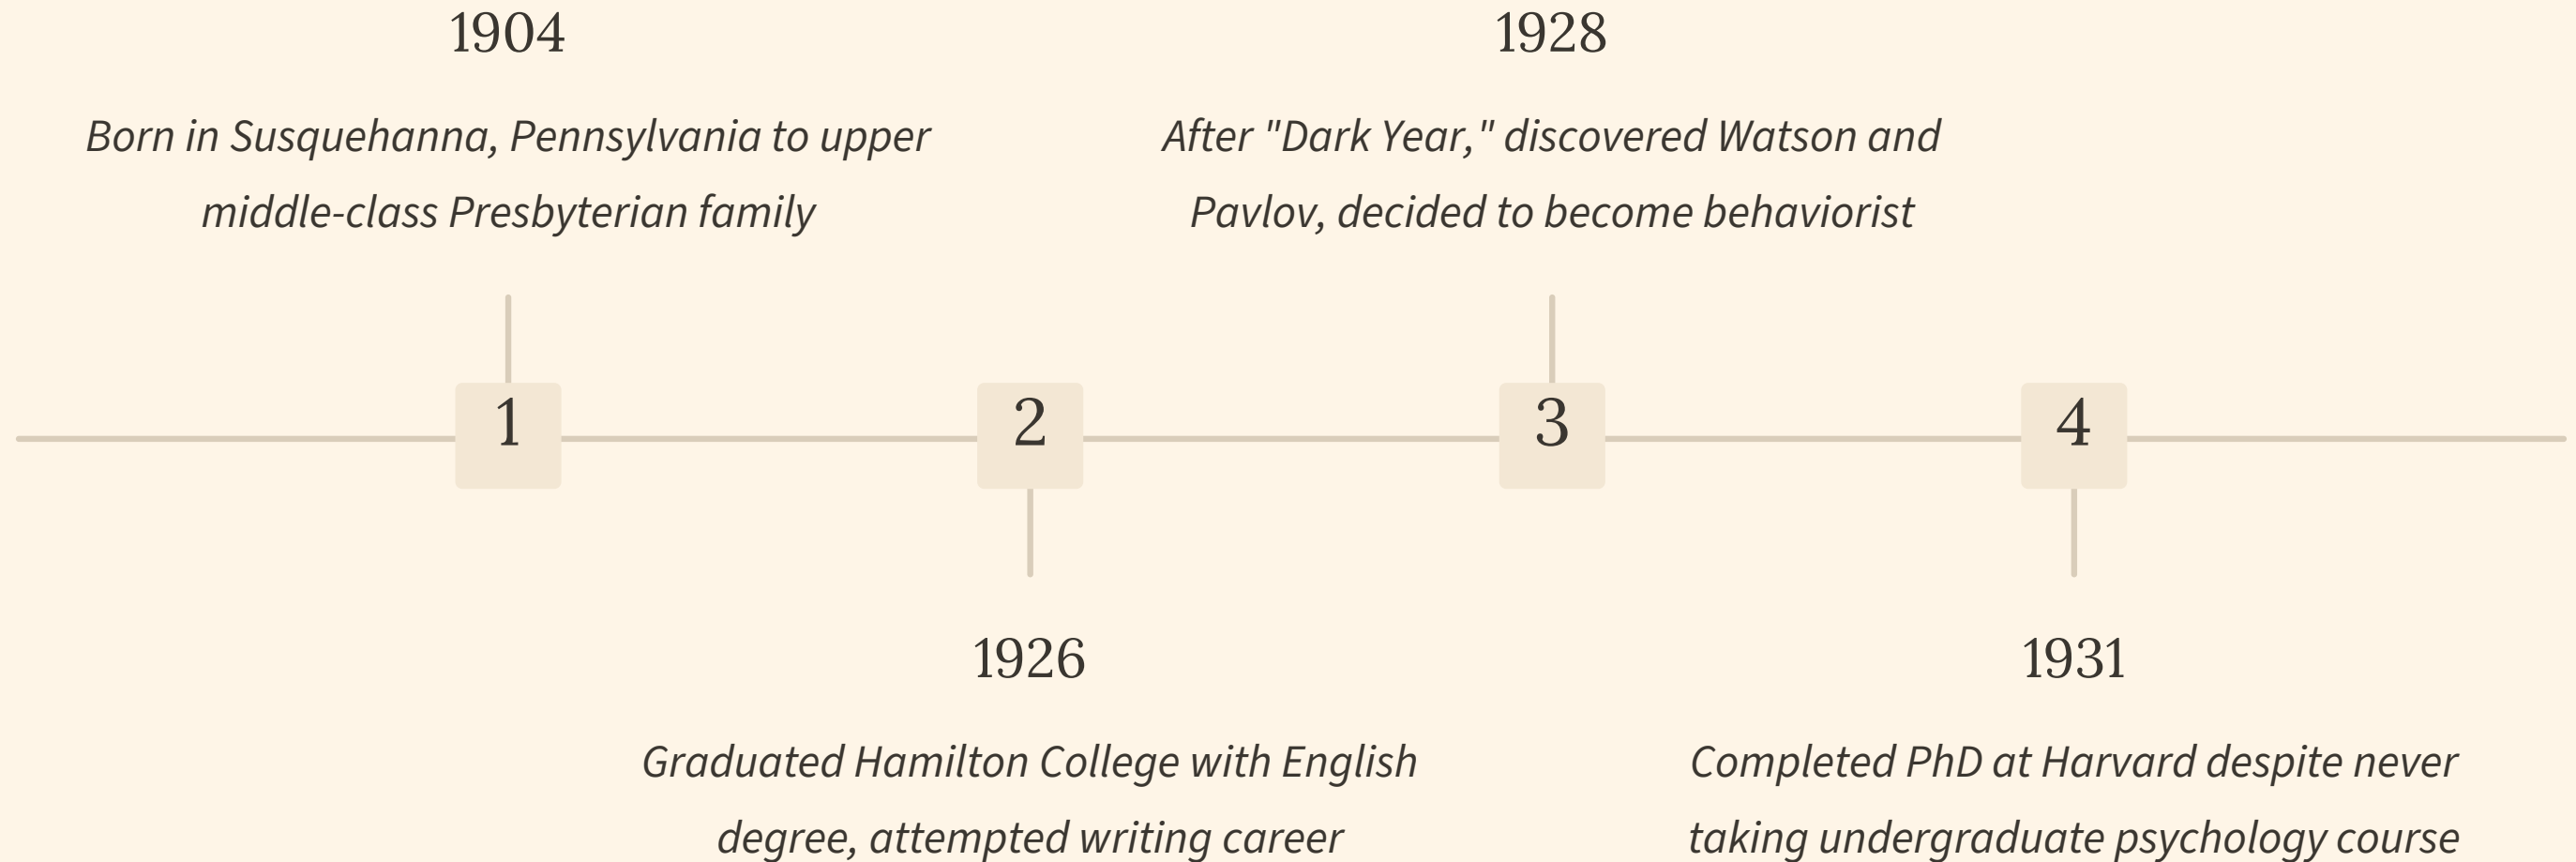 1904
Born in Susquehanna, Pennsylvania to upper
middle-class Presbyterian family
1928
After "Dark Year," discovered Watson and
Pavlov, decided to become behaviorist
1
2
3
4
1926
Graduated Hamilton College with English
degree, attempted writing career
1931
Completed PhD at Harvard despite never
taking undergraduate psychology course